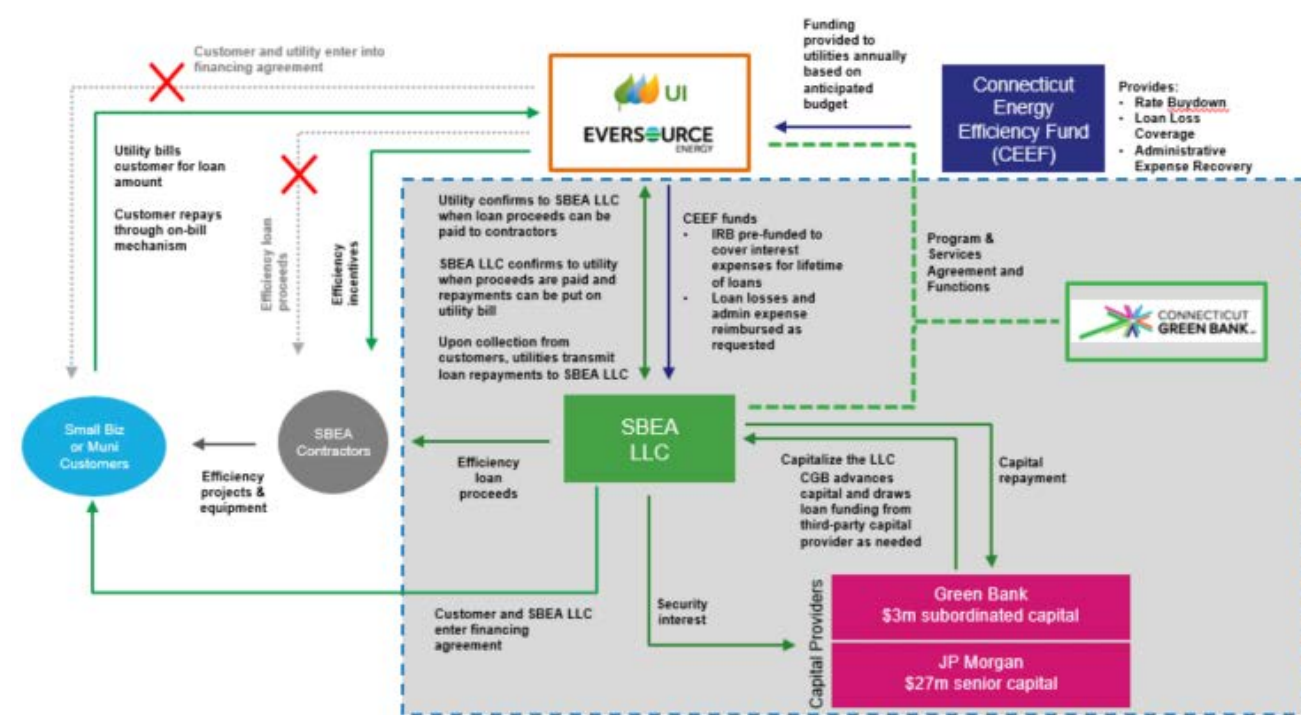 Customer and utility enter into
financing agreement
UI
EVERSOURCE
ENERGY
Funding
provided to
utilities annually
based on
anticipated
budget
Connecticut
Energy
Efficiency Fund
(CEEF)
Provides:
• Rate Buydown
• Loan Loss
Coverage
• Administrative
Expense Recovery
Utility bills
customer for loan
amount
Customer repays
through on-bill
mechanism
Efficiency loan
proceeds
Efficiency
incentives
Utility confirms to SBEA LLC
when loan proceeds can be
paid to contractors
SBEA LLC confirms to utility
when proceeds are paid and
repayments can be put on
utility bill
Upon collection from
customers, utilities transmit
loan repayments to SBEA LLC
CEEF funds
• IRB pre-funded to
cover interest
expenses for lifetime
of loans
• Loan losses and
admin expense
reimbursed as
requested
Program &
Services
Agreement and
Functions
CONNECTICUT
GREEN BANK
Small Biz
or Muni
Customers
Efficiency
projects &
equipment
SBEA
Contractors
Efficiency
loan
proceeds
SBEA
LLC
Capitalize the LLC
CGB advances
capital and draws
loan funding from
third-party capital
provider as needed
Capital
repayment
Customer and SBEA LLC
enter financing
agreement
Security
interest
Capital Providers
Green Bank
$3m subordinated capital
JP Morgan
$27m senior capital